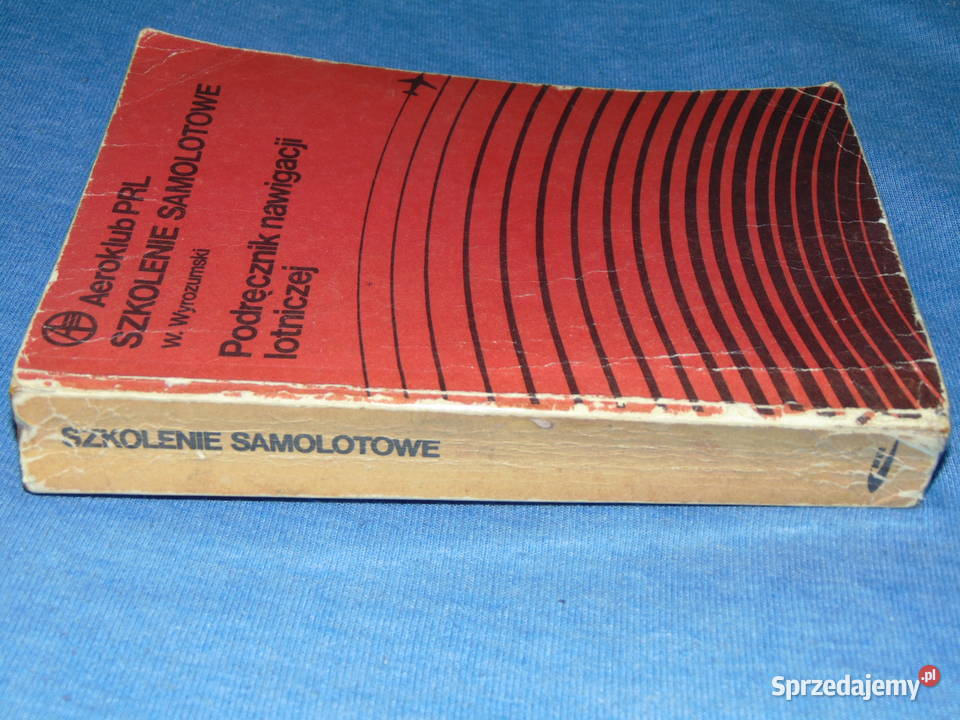 Aeroklub PRL
SZKOLENIE SAMOLOTOWE
W. Wyrozumski
Podręcznik nawigacji
lotniczej
SZKOLENIE SAMOLOTOWE
Sprzedajemy.pl